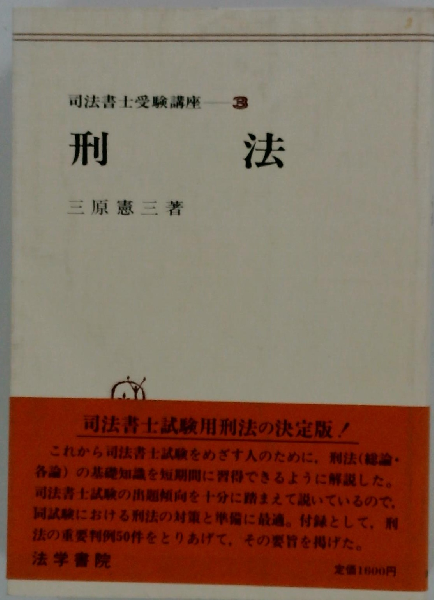 司法書士受験講座──3
刑法
三原憲三著
司法書士試験用刑法の決定版!
これから司法書士試験をめざす人のために,刑法(総論・
各論)の基礎知識を短期間に習得できるように解説した。
司法書士試験の出題傾向を十分に踏まえて説いているので,
同試験における刑法の対策と準備に最適。付録として,刑
法の重要判例50件をとりあげて,その要旨を掲げた。
法学書院
定価1600円